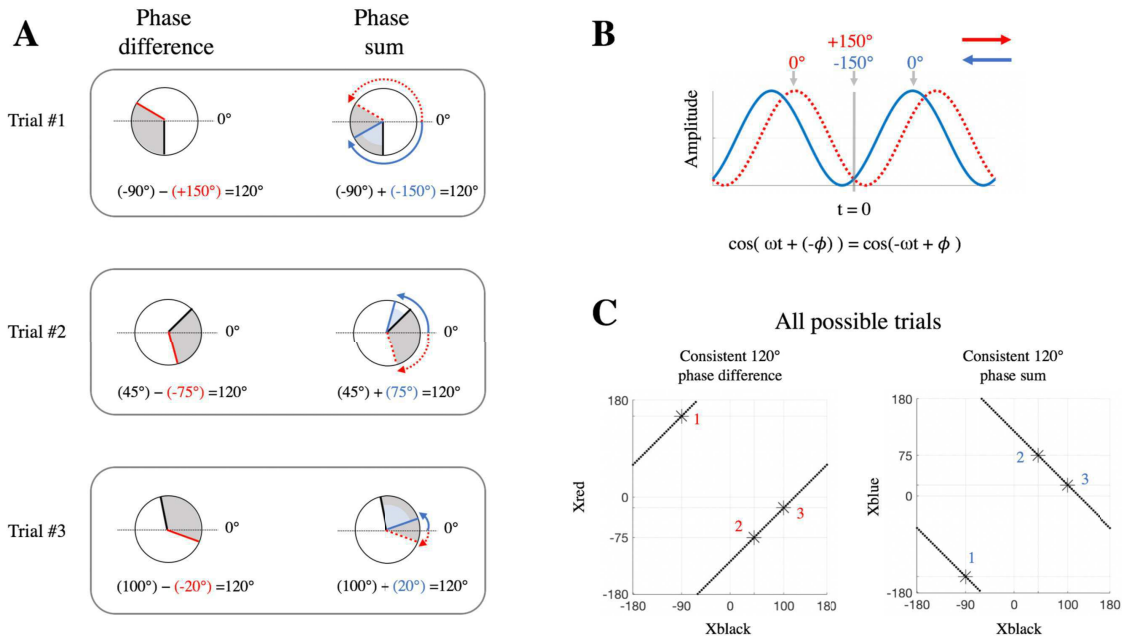 A
Phase
difference
Phase
sum
Trial #1
0°
0°
(-90°) − (+150°) =120°
(-90°) + (-150°) =120°
Trial #2
0°
0°
(45°) − (-75°) =120°
(45°) + (75°) =120°
Trial #3
0°
0°
(100°) − (-20°) =120°
(100°) + (20°) =120°
B
+150°
0° -150° 0°
Amplitude
t = 0
cos( ωt + (-ϕ) ) = cos(-ωt + ϕ )
C
All possible trials
Consistent 120°
phase difference
180
0
-75
-180
Xred
1
2
3
-180 -90 0 100 180
Xblack
Consistent 120°
phase sum
180
75
0
-180
Xblue
2
3
1
-180 -90 0 100 180
Xblack